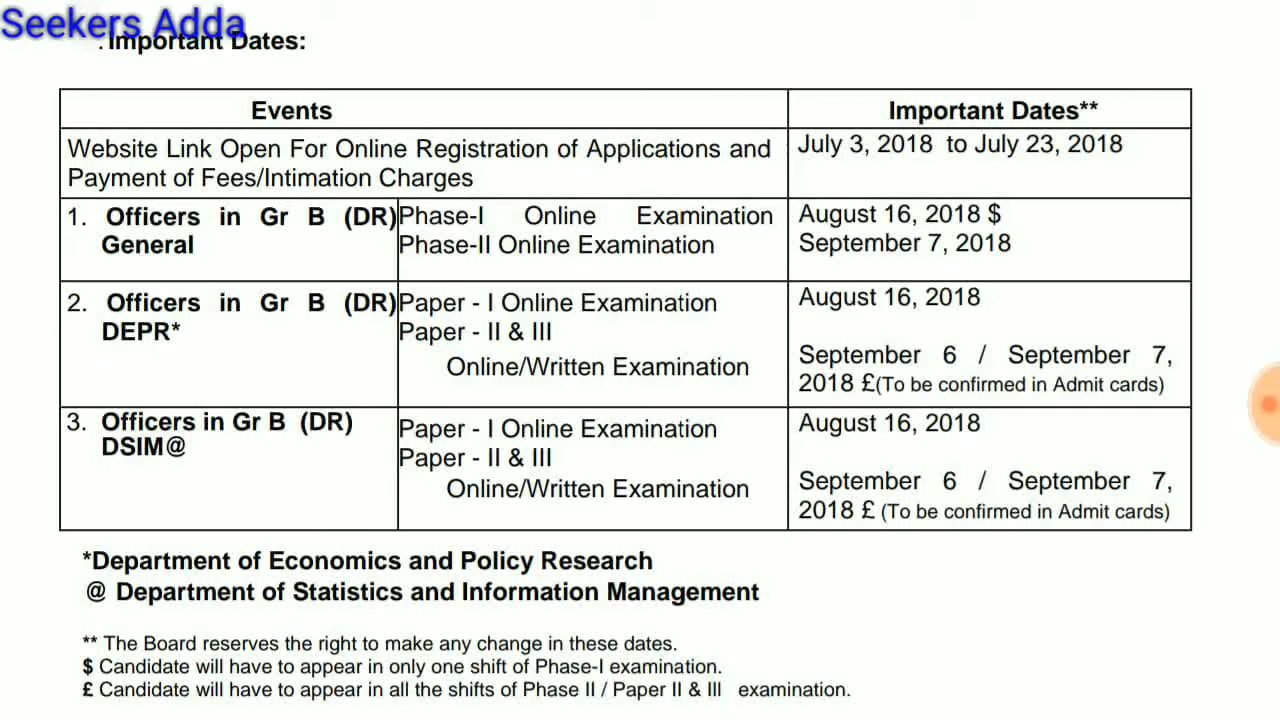 Seekers Adda
. Important Dates:
Events Important Dates**
Website Link Open For Online Registration of Applications and July 3, 2018 to July 23, 2018
Payment of Fees/Intimation Charges
1. Officers in Gr B (DR) Phase-I Online Examination August 16, 2018 $
General Phase-II Online Examination September 7, 2018
2. Officers in Gr B (DR) Paper - I Online Examination August 16, 2018
DEPR* Paper - II & III
Online/Written Examination September 6 / September 7,
2018 £(To be confirmed in Admit cards)
3. Officers in Gr B (DR) Paper - I Online Examination August 16, 2018
DSIM@ Paper - II & III
Online/Written Examination September 6 / September 7,
2018 £ (To be confirmed in Admit cards)
*Department of Economics and Policy Research
@ Department of Statistics and Information Management
** The Board reserves the right to make any change in these dates.
$ Candidate will have to appear in only one shift of Phase-I examination.
£ Candidate will have to appear in all the shifts of Phase II / Paper II & III examination.